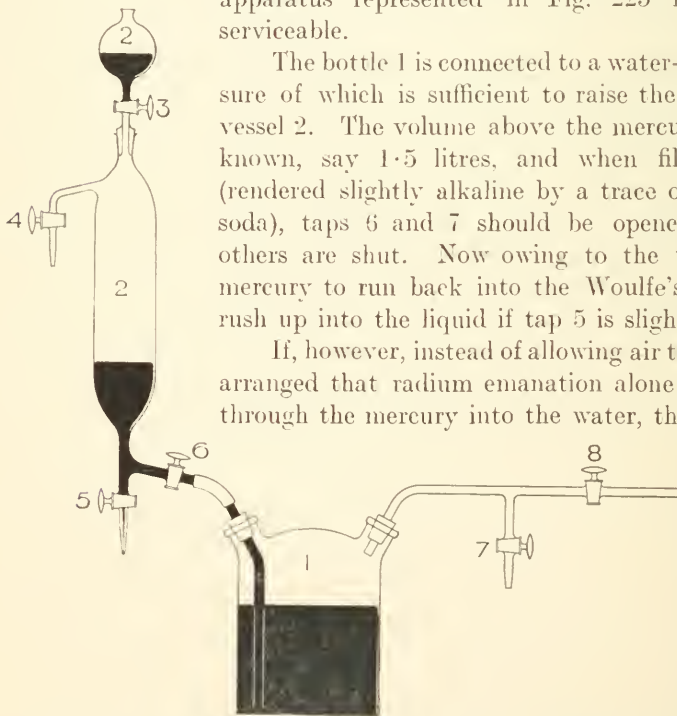 apparatus represented in Fig. 225
serviceable.
The bottle 1 is connected to a water-
sure of which is sufficient to raise the
vessel 2. The volume above the mercu
known, say 1·5 litres, and when fil
(rendered slightly alkaline by a trace o
soda), taps 6 and 7 should be opene
others are shut. Now owing to the
mercury to run back into the Woulfe's
rush up into the liquid if tap 5 is sligh
If, however, instead of allowing air t
arranged that radium emanation alone
through the mercury into the water, th
2
3
4
2
6
5
8
7
1